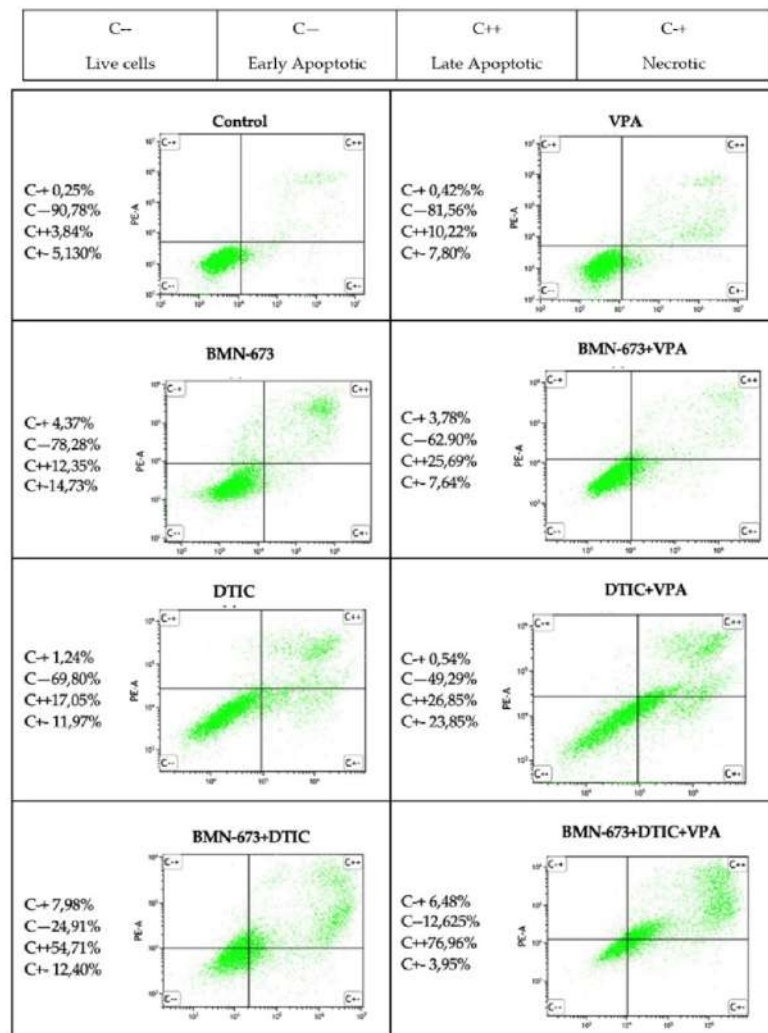 C-- C— C++ C-+
Live cells Early Apoptotic Late Apoptotic Necrotic
Control
C-+ 0,25%
C—90,78%
C++3,84%
C+- 5,130%
C-+ C++
PE-A
C-- C+-
VPA
C-+ 0,42%%
C—81,56%
C++10,22%
C+- 7,80%
C-+ C++
PE-A
C-- C+-
BMN-673
C-+ 4,37%
C—78,28%
C++12,35%
C+-14,73%
C-+ C++
PE-A
C-- C+-
BMN-673+VPA
C-+ 3,78%
C—62.90%
C++25,69%
C+- 7,64%
C-+ C++
PE-A
C-- C+-
DTIC
C-+ 1,24%
C—69,80%
C++17,05%
C+- 11,97%
C-+ C++
PE-A
C-- C+-
DTIC+VPA
C-+ 0,54%
C—49,29%
C++26,85%
C+- 23,85%
C-+ C++
PE-A
C-- C+-
BMN-673+DTIC
C-+ 7,98%
C—24,91%
C++54,71%
C+- 12,40%
C-+ C++
PE-A
C-- C+-
BMN-673+DTIC+VPA
C-+ 6,48%
C--12,625%
C++76,96%
C+- 3,95%
C-+ C++
PE-A
C-- C+-